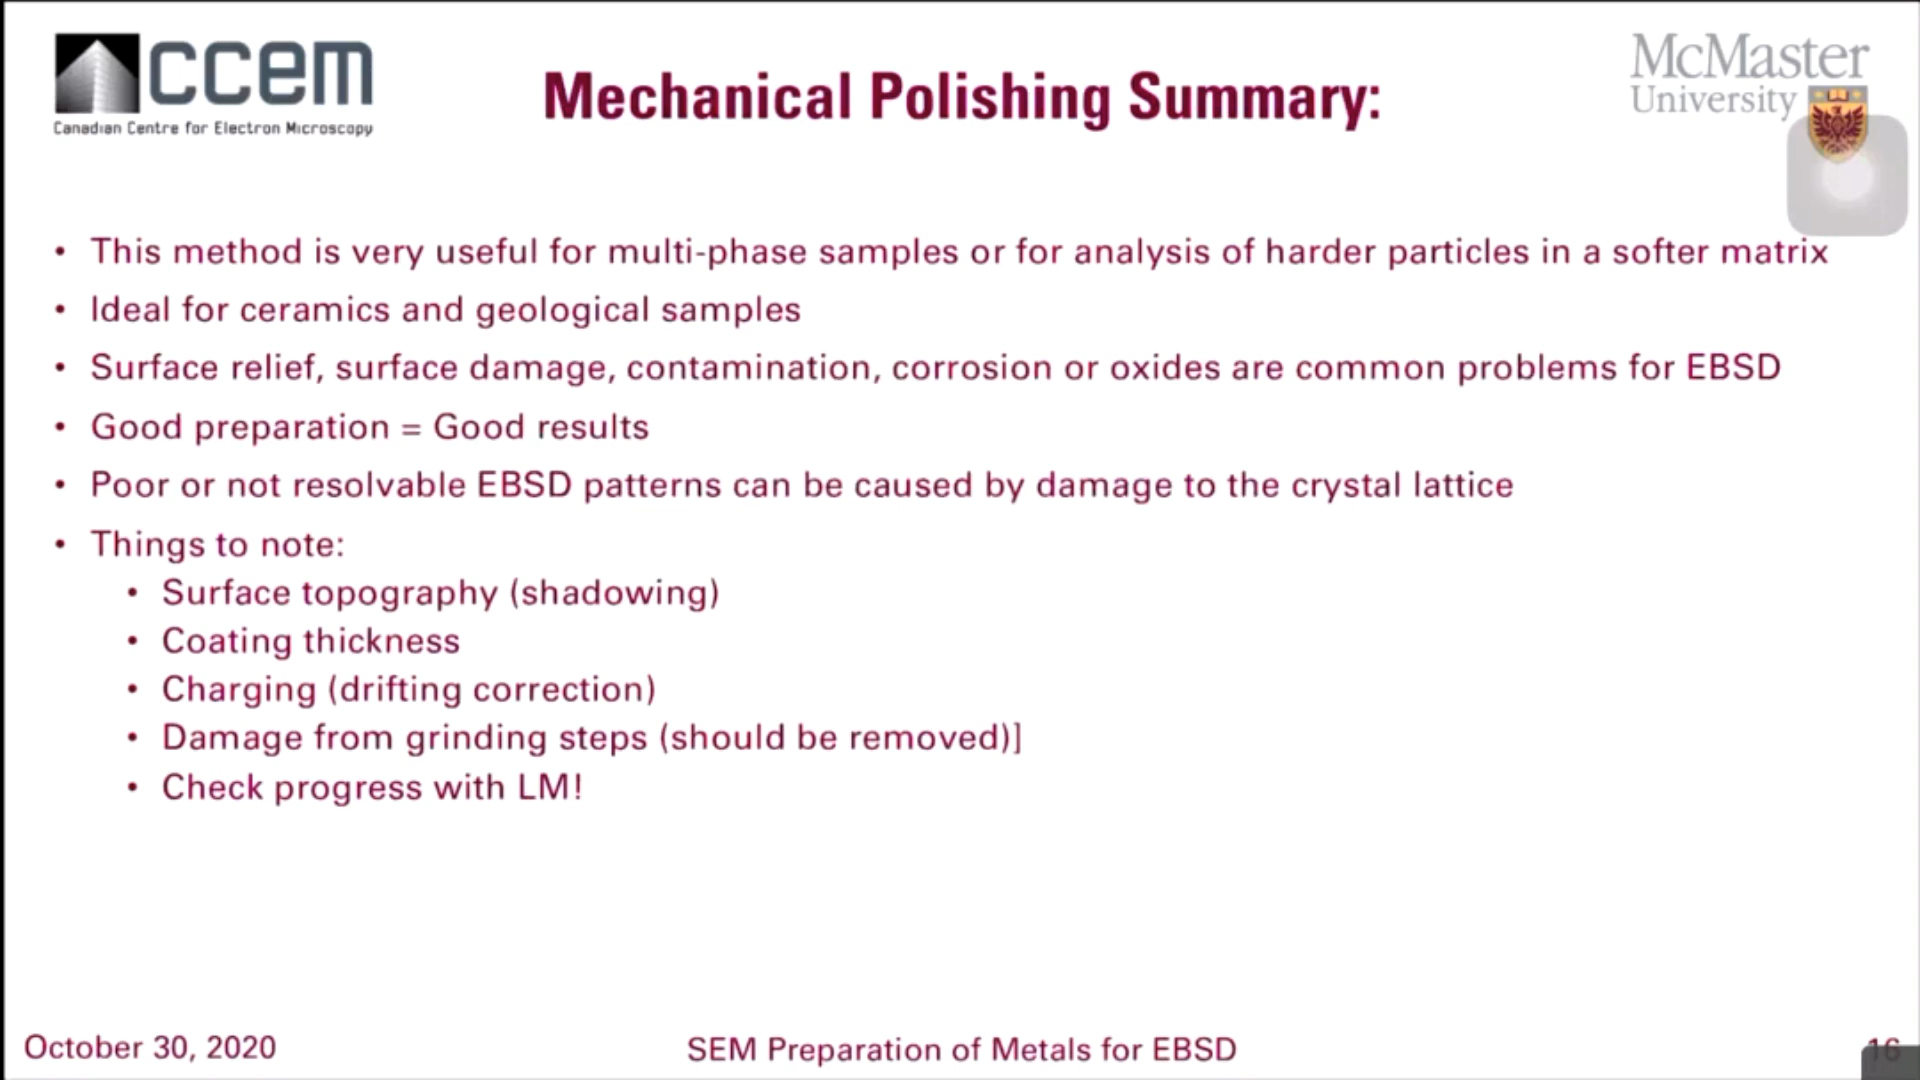 ccem
Canadian Centre for Electron Microscopy
Mechanical Polishing Summary:
McMaster
University
• This method is very useful for multi-phase samples or for analysis of harder particles in a softer matrix
• Ideal for ceramics and geological samples
• Surface relief, surface damage, contamination, corrosion or oxides are common problems for EBSD
• Good preparation = Good results
• Poor or not resolvable EBSD patterns can be caused by damage to the crystal lattice
• Things to note:
• Surface topography (shadowing)
• Coating thickness
• Charging (drifting correction)
• Damage from grinding steps (should be removed)]
• Check progress with LM!
October 30, 2020
SEM Preparation of Metals for EBSD
16